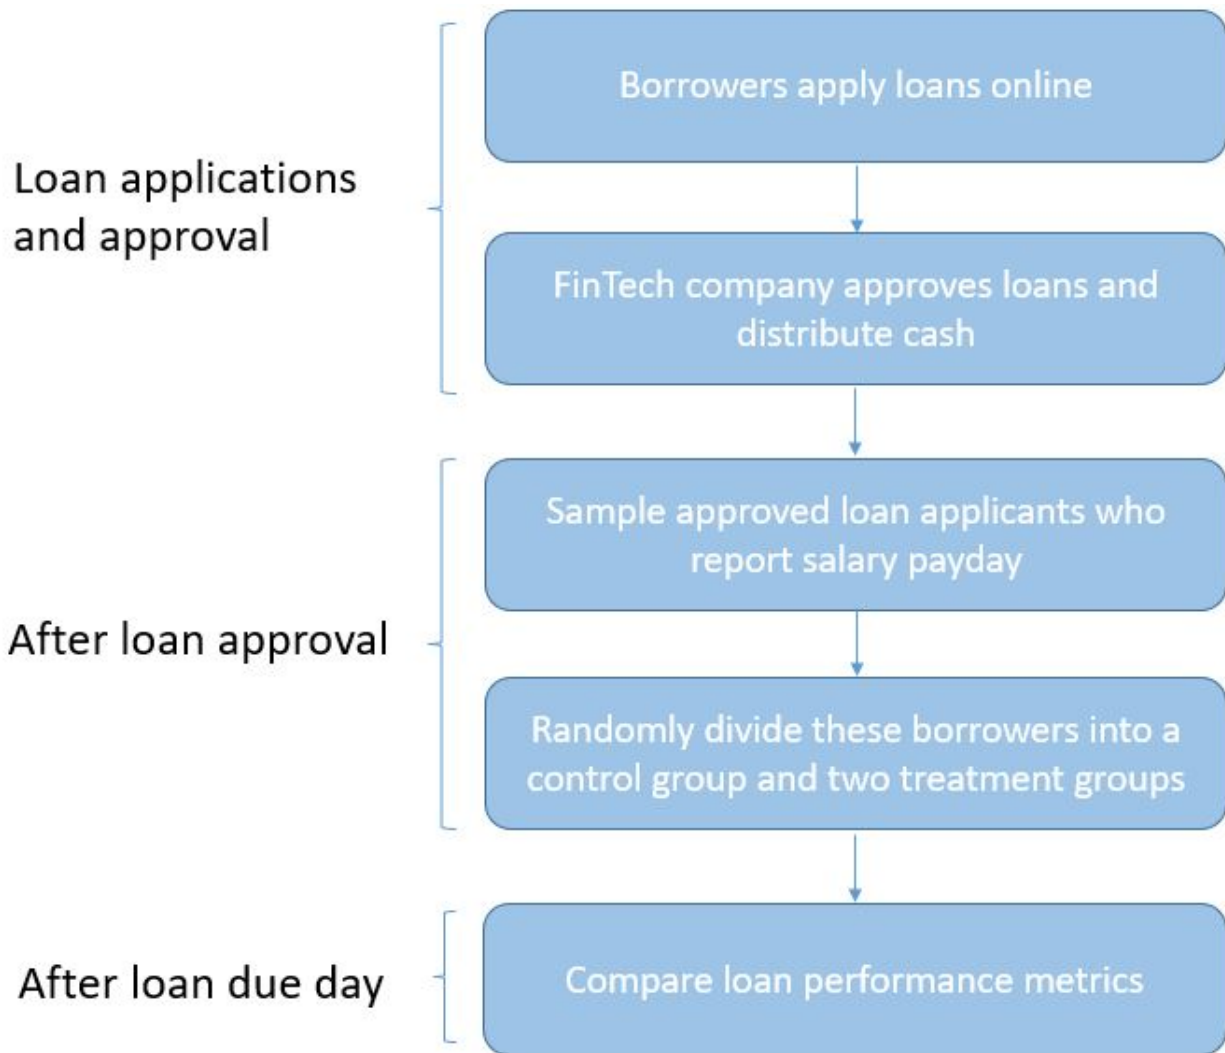 Borrowers apply loans online
Loan applications
and approval
FinTech company approves loans and
distribute cash
Sample approved loan applicants who
report salary payday
After loan approval
Randomly divide these borrowers into a
control group and two treatment groups
After loan due day
Compare loan performance metrics